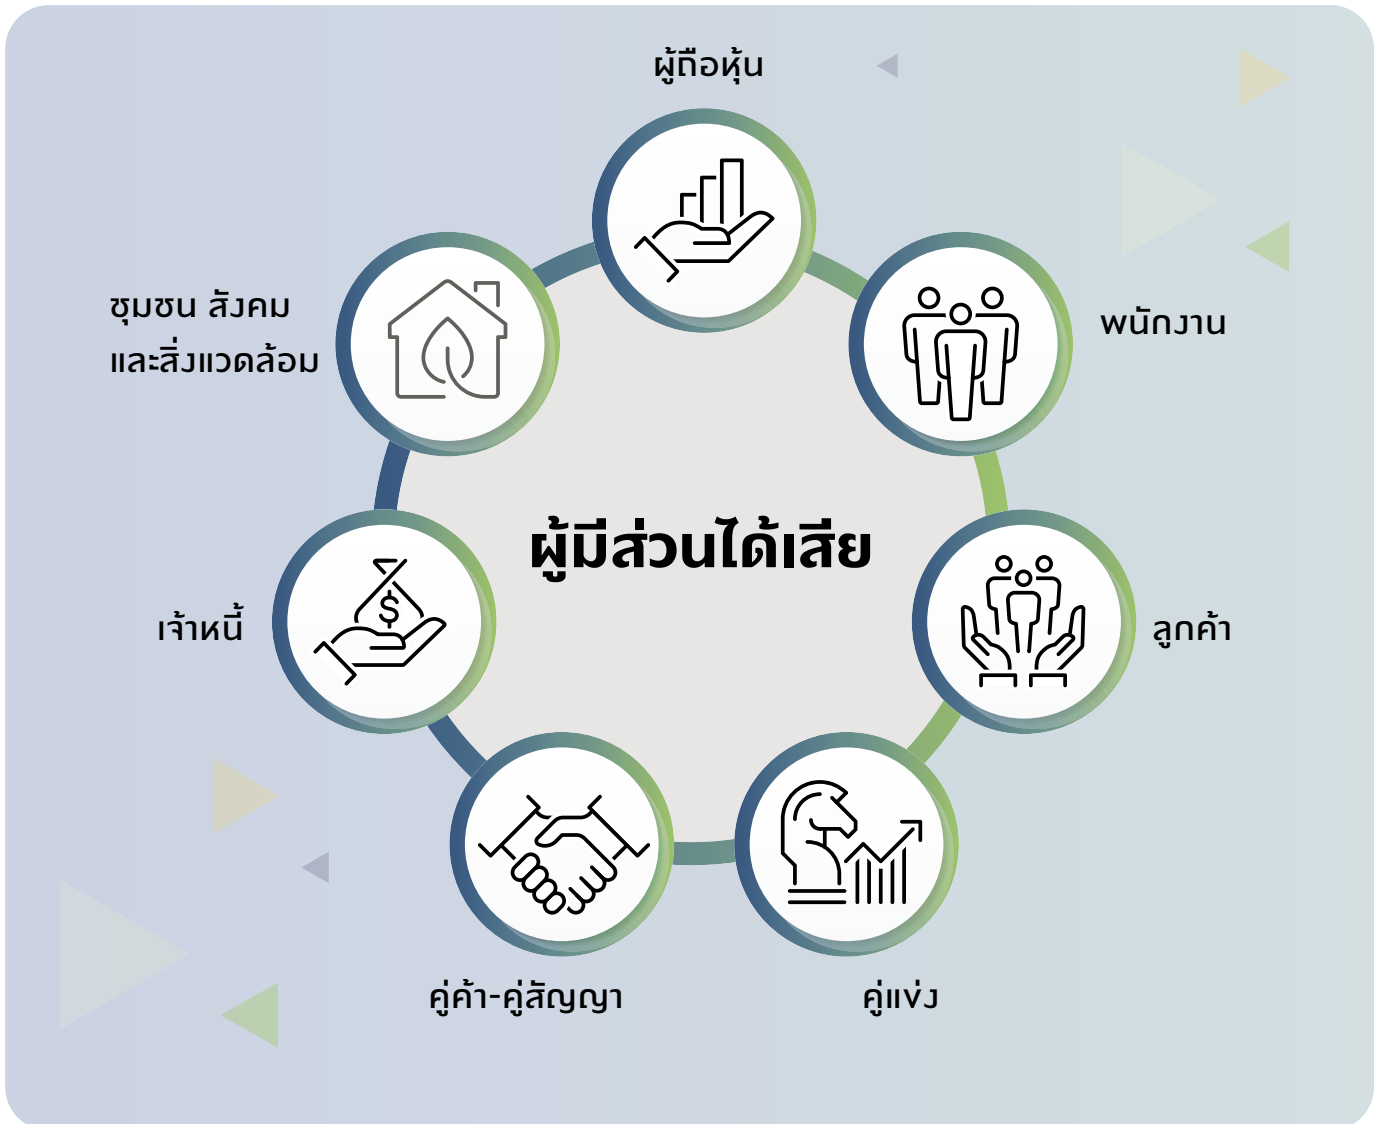 ผู้ถือหุ้น
พนักงาน
ลูกค้า
คู่แข่ง
คู่ค้า-คู่สัญญา
เจ้าหนี้
ชุมชน สังคม
และสิ่งแวดล้อม
ผู้มีส่วนได้เสีย
$